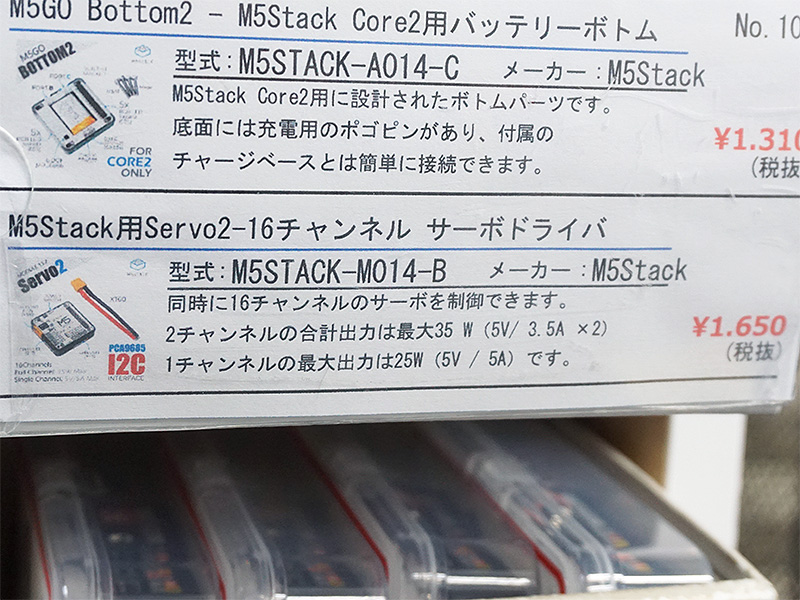 M5GO Bottom2 - M5Stack Core2用バッテリーボトム
No.10
型式:M5STACK-A014-C メーカー:M5Stack
M5Stack Core2用に設計されたボトムパーツです。
底面には充電用のポゴピンがあり、付属の
チャージベースとは簡単に接続できます。
¥1.310
(税抜
M5GO
BOTTOM2
FOR
CORE2
ONLY
M5Stack用Servo2-16チャンネル サーボドライバ
型式:M5STACK-M014-B メーカー:M5Stack
同時に16チャンネルのサーボを制御できます。
2チャンネルの合計出力は最大35 W (5V/ 3.5A ×2)
1チャンネルの最大出力は25W (5V / 5A) です。
¥1.650
(税抜)
Servo2
XT60
M5
PCA9685
I2C
INTERFACE
16Channels